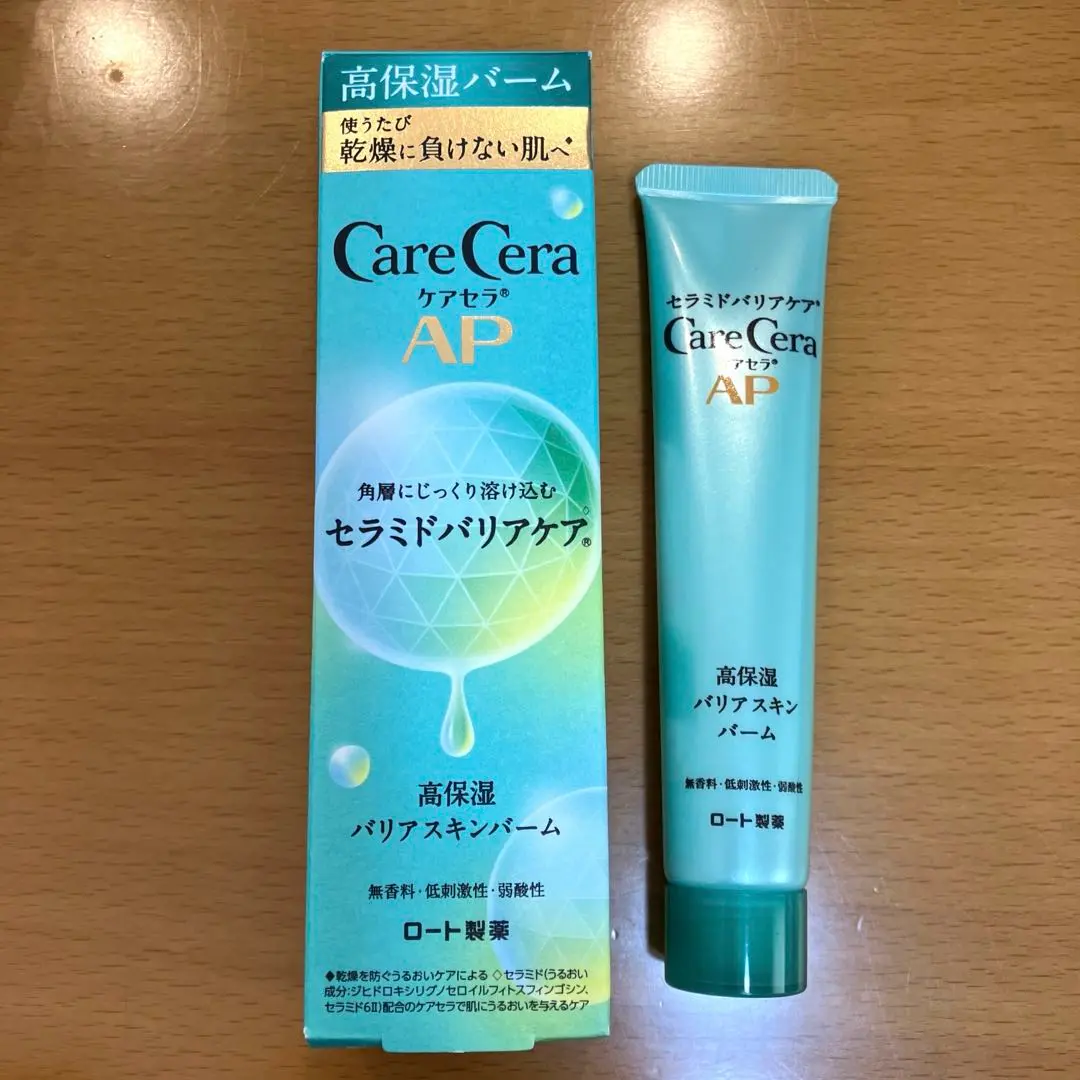 高保湿バーム
使うたび
乾燥に負けない肌へ◆
CareCera
ケアセラ®
AP
角層にじっくり溶け込む
セラミドバリアケア◇®
高保湿
バリアスキンバーム
無香料・低刺激性・弱酸性
ロート製薬
◆乾燥を防ぐうるおいケアによる ◇セラミド(うるおい
成分:ジヒドロキシリグノセロイルフィトスフィンゴシン、
セラミド6II)配合のケアセラで肌にうるおいを与えるケア
セラミドバリアケア®
CareCera
アセラ®
AP
高保湿
バリアスキン
バーム
無香料・低刺激性・弱酸性
ロート製薬